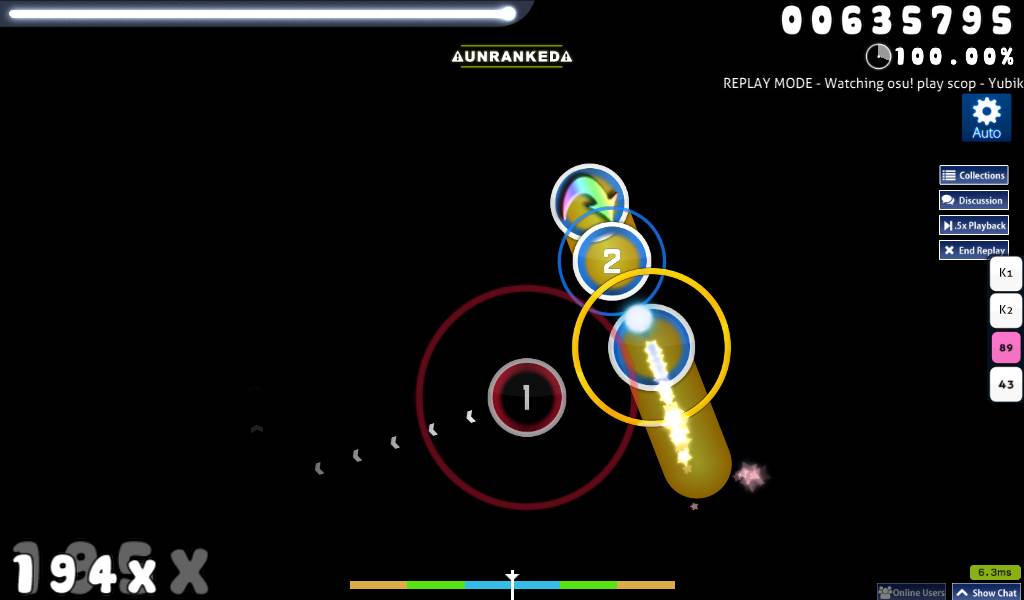 00635795
UNRANKED
100.00%
REPLAY MODE - Watching osu! play scop - Yubik
Auto
Collections
Discussion
.5x Playback
End Replay
K1
K2
89
43
2
1
194x
6.3ms
Online Users
Show Chat